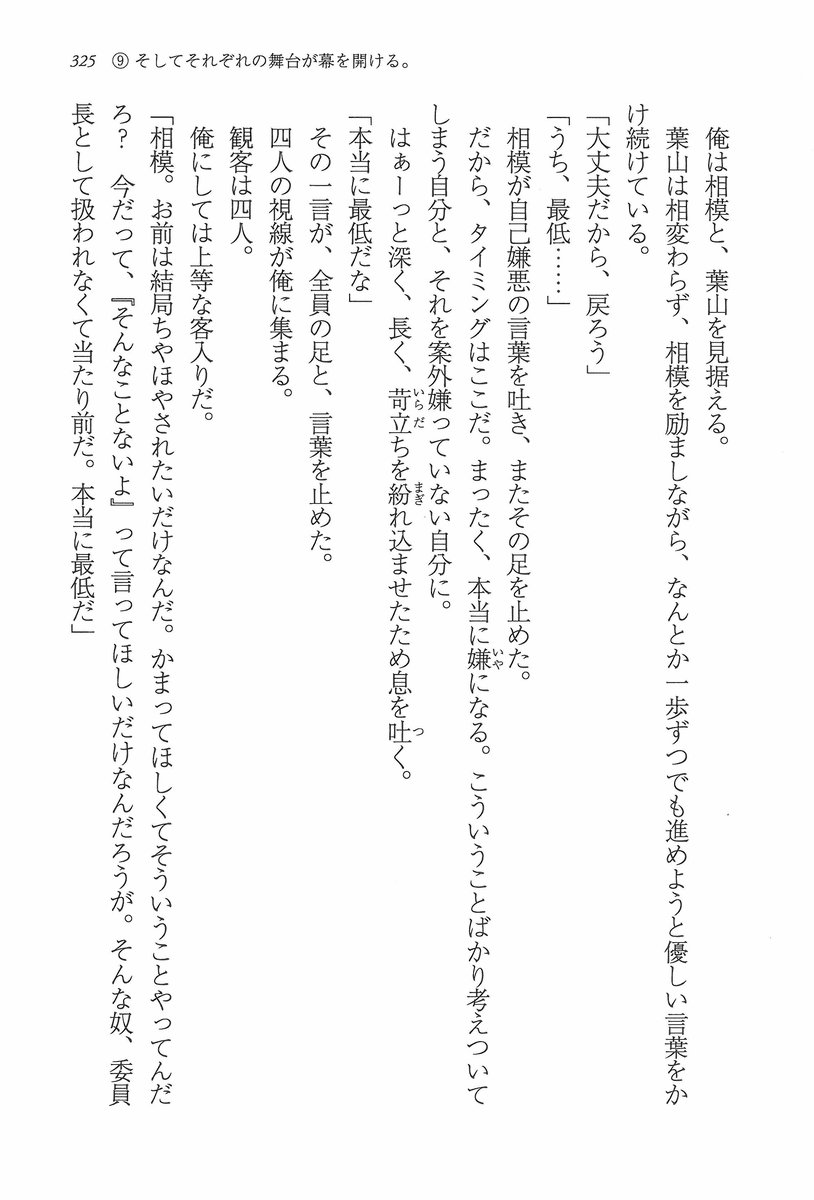 325 ⑨ そしてそれぞれの舞台が幕を開ける。
俺は相模と、葉山を見据える。
葉山は相変わらず、相模を励ましながら、なんとか一歩ずつでも進めようと優しい言葉をか
け続けている。
「大丈夫だから、戻ろう」
「うち、最低……」
相模が自己嫌悪の言葉を吐き、またその足を止めた。
だから、タイミングはここだ。まったく、本当に嫌になる。こういうことばかり考えついて
しまう自分と、それを案外嫌っていない自分に。
はぁーっと深く、長く、苛立ちを紛れ込ませたため息を吐く。
「本当に最低だな」
その一言が、全員の足と、言葉を止めた。
四人の視線が俺に集まる。
観客は四人。
俺にしては上等な客入りだ。
「相模。お前は結局ちやほやされたいだけなんだ。かまってほしくてそういうことやってんだ
ろ？　今だって、『そんなことないよ』って言ってほしいだけなんだろうが。そんな奴、委員
長として扱われなくて当たり前だ。本当に最低だ」